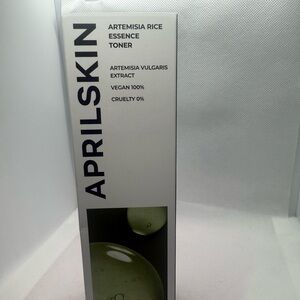 APRILSKIN
ARTEMISIA RICE
ESSENCE
TONER
ARTEMISIA VULGARIS
EXTRACT
VEGAN 100%
CRUELTY 0%